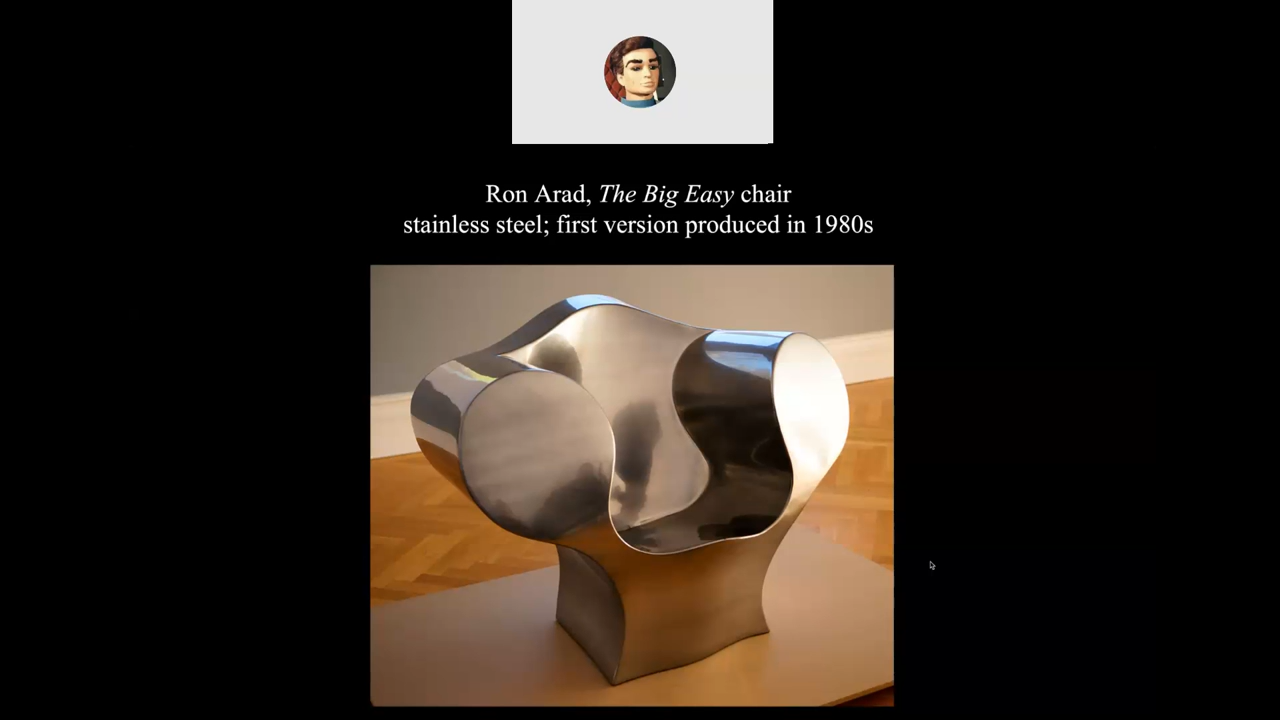 Ron Arad, The Big Easy chair
stainless steel; first version produced in 1980s